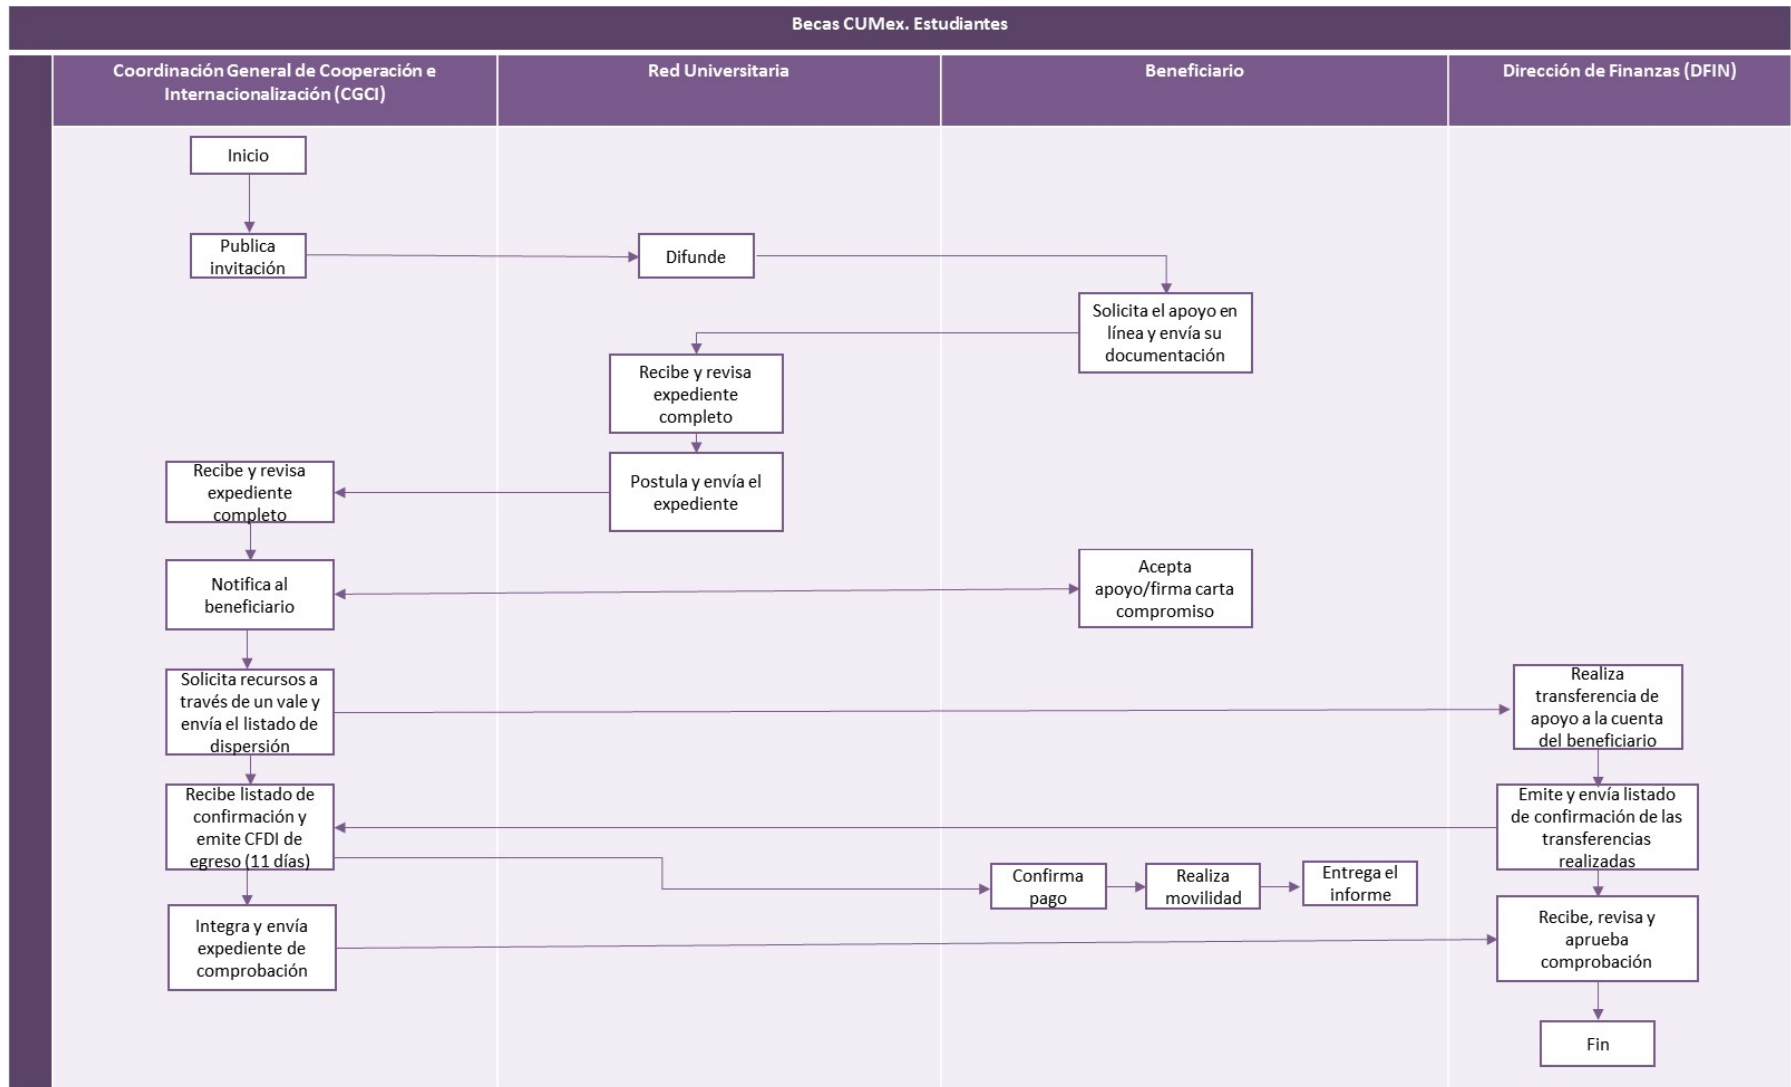 Becas CUMex. Estudiantes
Coordinación General de Cooperación e
Internacionalización (CGCI)
Red Universitaria
Beneficiario
Dirección de Finanzas (DFIN)
Inicio
Publica
invitación
Difunde
Solicita el apoyo en
línea y envía su
documentación
Recibe y revisa
expediente
completo
Postula y envía el
expediente
Recibe y revisa
expediente
completo
Notifica al
beneficiario
Acepta
apoyo/firma carta
compromiso
Solicita recursos a
través de un vale y
envía el listado de
dispersión
Realiza
transferencia de
apoyo a la cuenta
del beneficiario
Emite y envía listado
de confirmación de las
transferencias
realizadas
Recibe listado de
confirmación y
emite CFDI de
egreso (11 días)
Confirma
pago
Realiza
movilidad
Entrega el
informe
Integra y envía
expediente de
comprobación
Recibe, revisa y
aprueba
comprobación
Fin